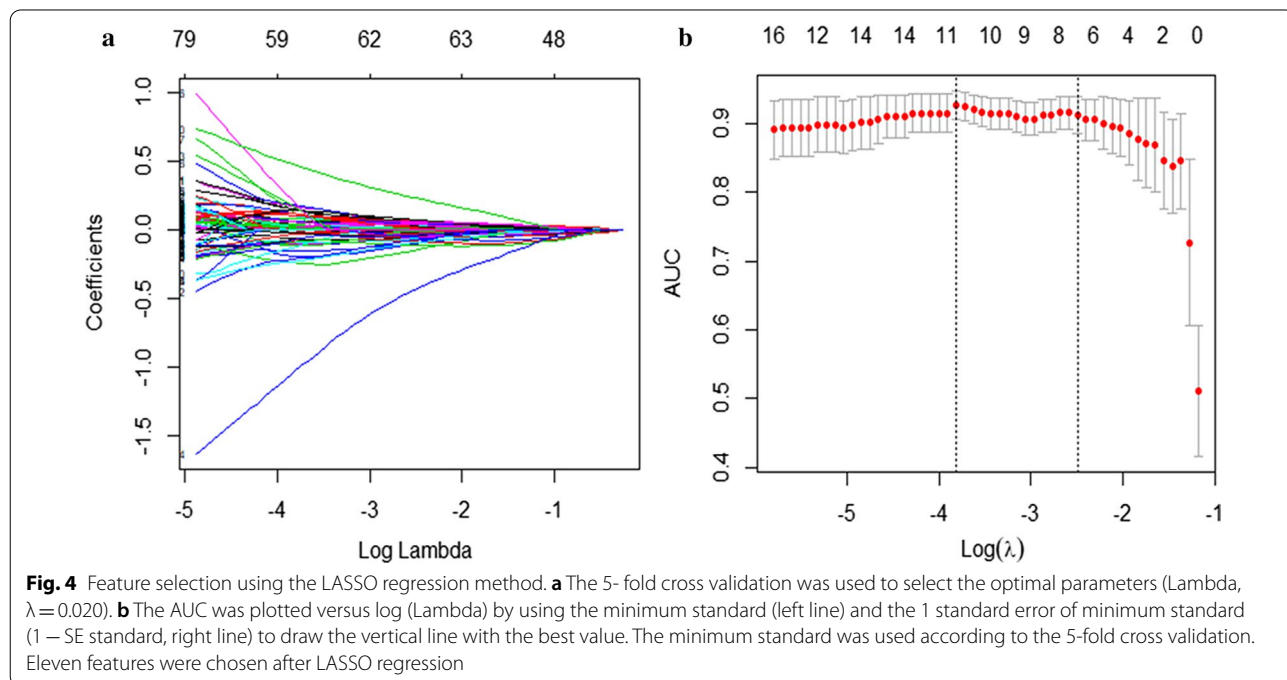 a
79 59 62 63 48
1.0
0.5
0.0
-0.5
-1.0
-1.5
Coefficients
-5 -4 -3 -2 -1
Log Lambda
b
16 12 14 14 11 10 9 8 6 4 2 0
0.9
0.8
0.7
0.6
0.5
0.4
AUC
-5 -4 -3 -2 -1
Log(λ)
Fig. 4 Feature selection using the LASSO regression method. a The 5- fold cross validation was used to select the optimal parameters (Lambda,
λ = 0.020). b The AUC was plotted versus log (Lambda) by using the minimum standard (left line) and the 1 standard error of minimum standard
(1 − SE standard, right line) to draw the vertical line with the best value. The minimum standard was used according to the 5-fold cross validation.
Eleven features were chosen after LASSO regression